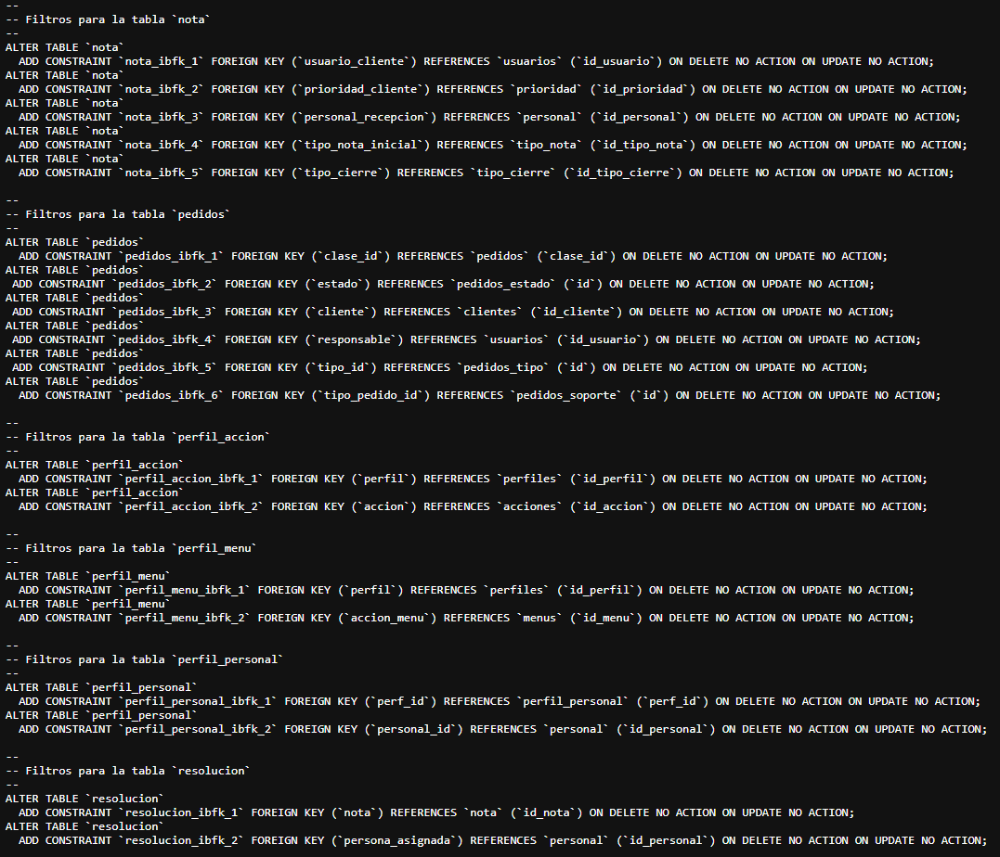 --
-- Filtros para la tabla `nota`
--
ALTER TABLE `nota`
  ADD CONSTRAINT `nota_ibfk_1` FOREIGN KEY (`usuario_cliente`) REFERENCES `usuarios` (`id_usuario`) ON DELETE NO ACTION ON UPDATE NO ACTION;
ALTER TABLE `nota`
  ADD CONSTRAINT `nota_ibfk_2` FOREIGN KEY (`prioridad_cliente`) REFERENCES `prioridad` (`id_prioridad`) ON DELETE NO ACTION ON UPDATE NO ACTION;
ALTER TABLE `nota`
  ADD CONSTRAINT `nota_ibfk_3` FOREIGN KEY (`personal_recepcion`) REFERENCES `personal` (`id_personal`) ON DELETE NO ACTION ON UPDATE NO ACTION;
ALTER TABLE `nota`
  ADD CONSTRAINT `nota_ibfk_4` FOREIGN KEY (`tipo_nota_inicial`) REFERENCES `tipo_nota` (`id_tipo_nota`) ON DELETE NO ACTION ON UPDATE NO ACTION;
ALTER TABLE `nota`
  ADD CONSTRAINT `nota_ibfk_5` FOREIGN KEY (`tipo_cierre`) REFERENCES `tipo_cierre` (`id_tipo_cierre`) ON DELETE NO ACTION ON UPDATE NO ACTION;

--
-- Filtros para la tabla `pedidos`
--
ALTER TABLE `pedidos`
  ADD CONSTRAINT `pedidos_ibfk_1` FOREIGN KEY (`clase_id`) REFERENCES `pedidos` (`clase_id`) ON DELETE NO ACTION ON UPDATE NO ACTION;
ALTER TABLE `pedidos`
 ADD CONSTRAINT `pedidos_ibfk_2` FOREIGN KEY (`estado`) REFERENCES `pedidos_estado` (`id`) ON DELETE NO ACTION ON UPDATE NO ACTION;
ALTER TABLE `pedidos`
 ADD CONSTRAINT `pedidos_ibfk_3` FOREIGN KEY (`cliente`) REFERENCES `clientes` (`id_cliente`) ON DELETE NO ACTION ON UPDATE NO ACTION;
ALTER TABLE `pedidos`
 ADD CONSTRAINT `pedidos_ibfk_4` FOREIGN KEY (`responsable`) REFERENCES `usuarios` (`id_usuario`) ON DELETE NO ACTION ON UPDATE NO ACTION;
ALTER TABLE `pedidos`
 ADD CONSTRAINT `pedidos_ibfk_5` FOREIGN KEY (`tipo_id`) REFERENCES `pedidos_tipo` (`id`) ON DELETE NO ACTION ON UPDATE NO ACTION;
ALTER TABLE `pedidos`
  ADD CONSTRAINT `pedidos_ibfk_6` FOREIGN KEY (`tipo_pedido_id`) REFERENCES `pedidos_soporte` (`id`) ON DELETE NO ACTION ON UPDATE NO ACTION;

--
-- Filtros para la tabla `perfil_accion`
--
ALTER TABLE `perfil_accion`
  ADD CONSTRAINT `perfil_accion_ibfk_1` FOREIGN KEY (`perfil`) REFERENCES `perfiles` (`id_perfil`) ON DELETE NO ACTION ON UPDATE NO ACTION;
ALTER TABLE `perfil_accion`
  ADD CONSTRAINT `perfil_accion_ibfk_2` FOREIGN KEY (`accion`) REFERENCES `acciones` (`id_accion`) ON DELETE NO ACTION ON UPDATE NO ACTION;

--
-- Filtros para la tabla `perfil_menu`
--
ALTER TABLE `perfil_menu`
  ADD CONSTRAINT `perfil_menu_ibfk_1` FOREIGN KEY (`perfil`) REFERENCES `perfiles` (`id_perfil`) ON DELETE NO ACTION ON UPDATE NO ACTION;
ALTER TABLE `perfil_menu`
  ADD CONSTRAINT `perfil_menu_ibfk_2` FOREIGN KEY (`accion_menu`) REFERENCES `menus` (`id_menu`) ON DELETE NO ACTION ON UPDATE NO ACTION;

--
-- Filtros para la tabla `perfil_personal`
--
ALTER TABLE `perfil_personal`
  ADD CONSTRAINT `perfil_personal_ibfk_1` FOREIGN KEY (`perf_id`) REFERENCES `perfil_personal` (`perf_id`) ON DELETE NO ACTION ON UPDATE NO ACTION;
ALTER TABLE `perfil_personal`
  ADD CONSTRAINT `perfil_personal_ibfk_2` FOREIGN KEY (`personal_id`) REFERENCES `personal` (`id_personal`) ON DELETE NO ACTION ON UPDATE NO ACTION;

--
-- Filtros para la tabla `resolucion`
--
ALTER TABLE `resolucion`
  ADD CONSTRAINT `resolucion_ibfk_1` FOREIGN KEY (`nota`) REFERENCES `nota` (`id_nota`) ON DELETE NO ACTION ON UPDATE NO ACTION;
ALTER TABLE `resolucion`
  ADD CONSTRAINT `resolucion_ibfk_2` FOREIGN KEY (`persona_asignada`) REFERENCES `personal` (`id_personal`) ON DELETE NO ACTION ON UPDATE NO ACTION;